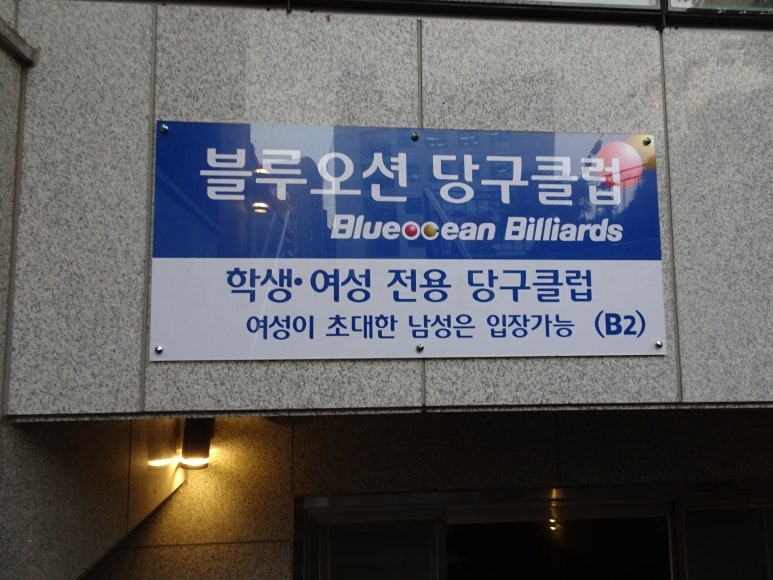 블루오션 당구클럽
Blueocean Billiards
학생·여성 전용 당구클럽
여성이 초대한 남성은 입장가능 (B2)